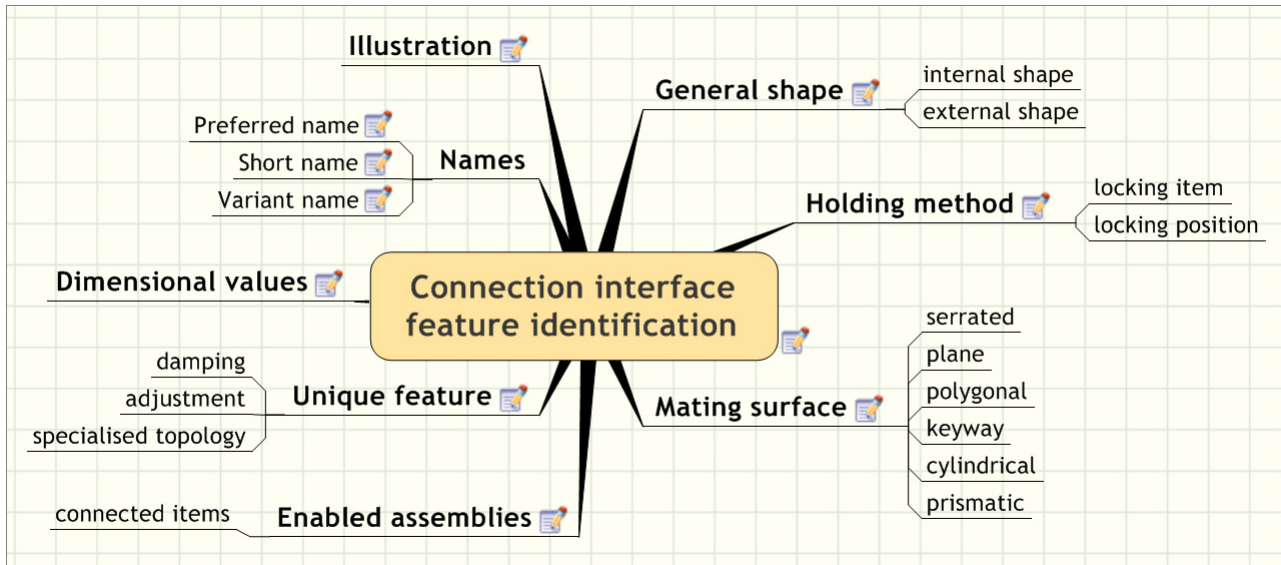 Illustration
Preferred name
Short name
Variant name
Names
Dimensional values
damping
adjustment
specialised topology
Unique feature
connected items
Enabled assemblies
Connection interface
feature identification
General shape
internal shape
external shape
Holding method
locking item
locking position
Mating surface
serrated
plane
polygonal
keyway
cylindrical
prismatic